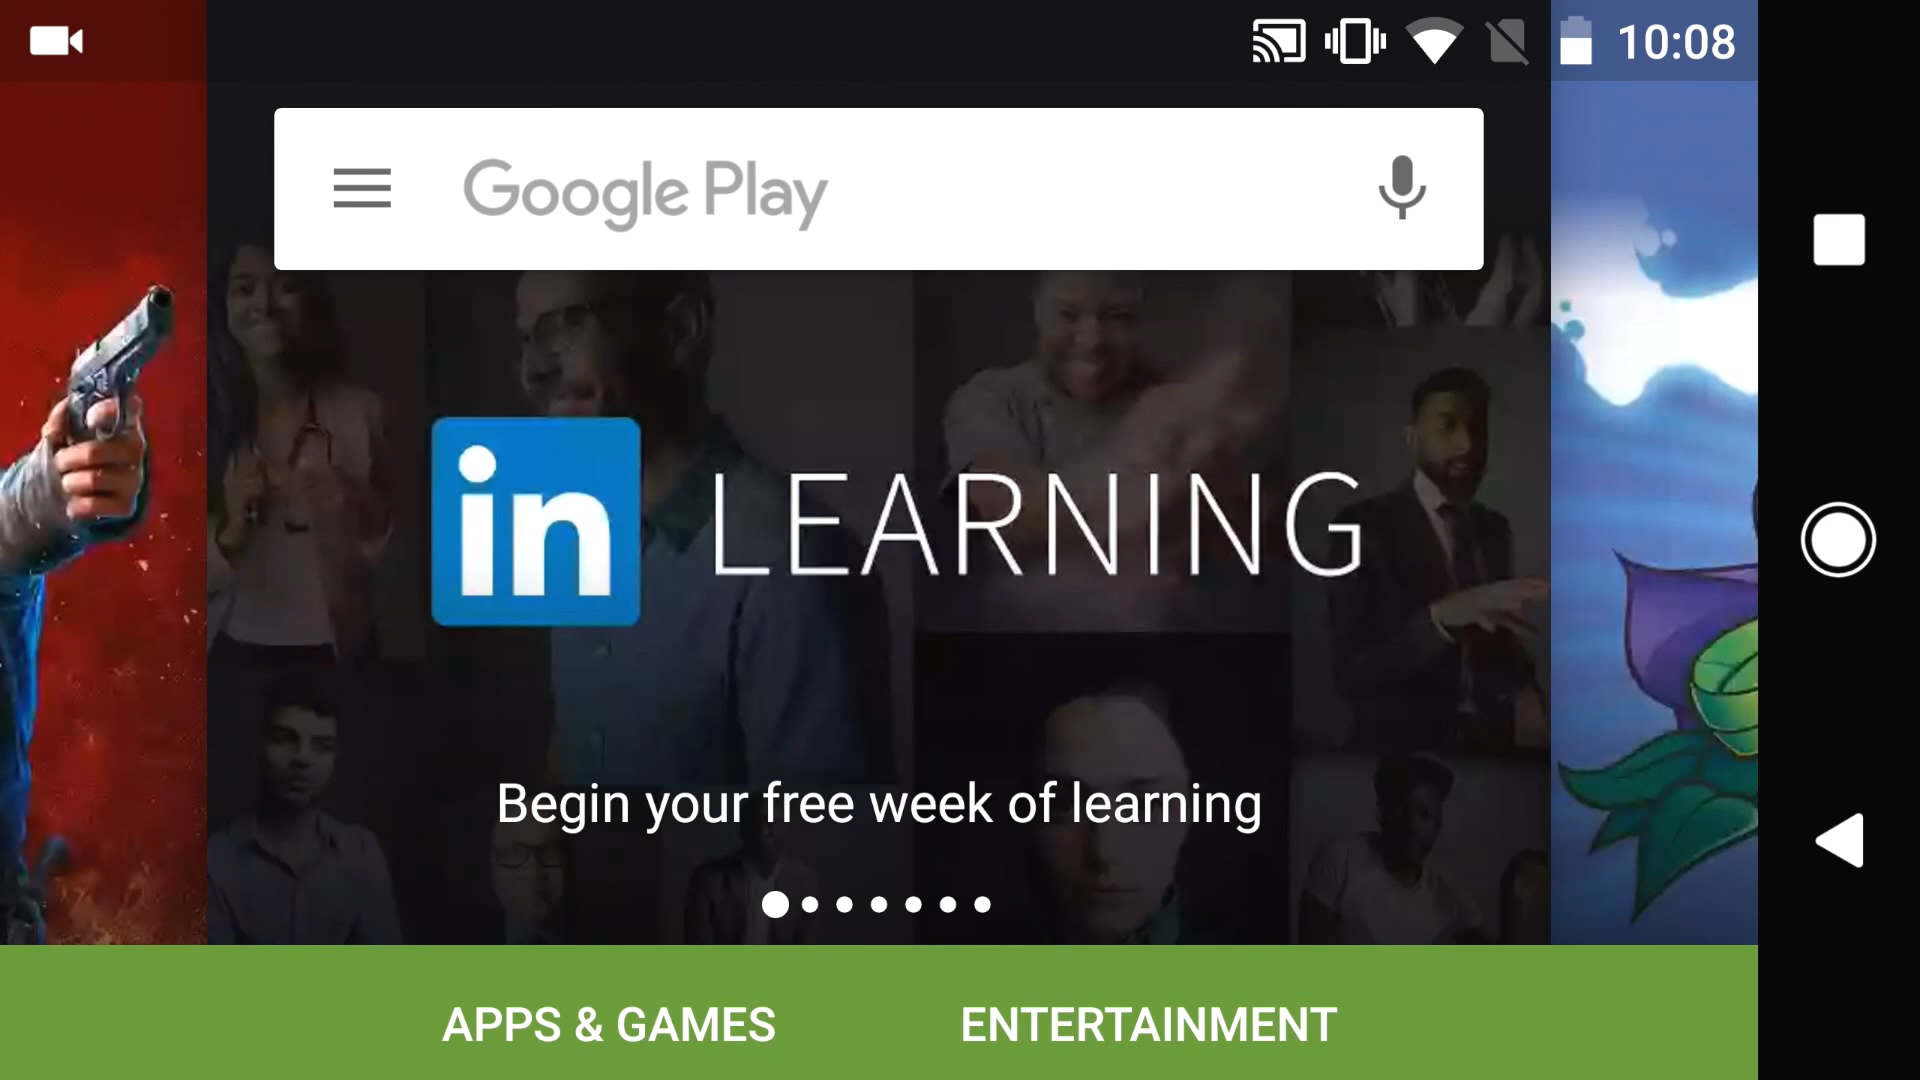 10:08
Google Play
in LEARNING
Begin your free week of learning
APPS & GAMES
ENTERTAINMENT